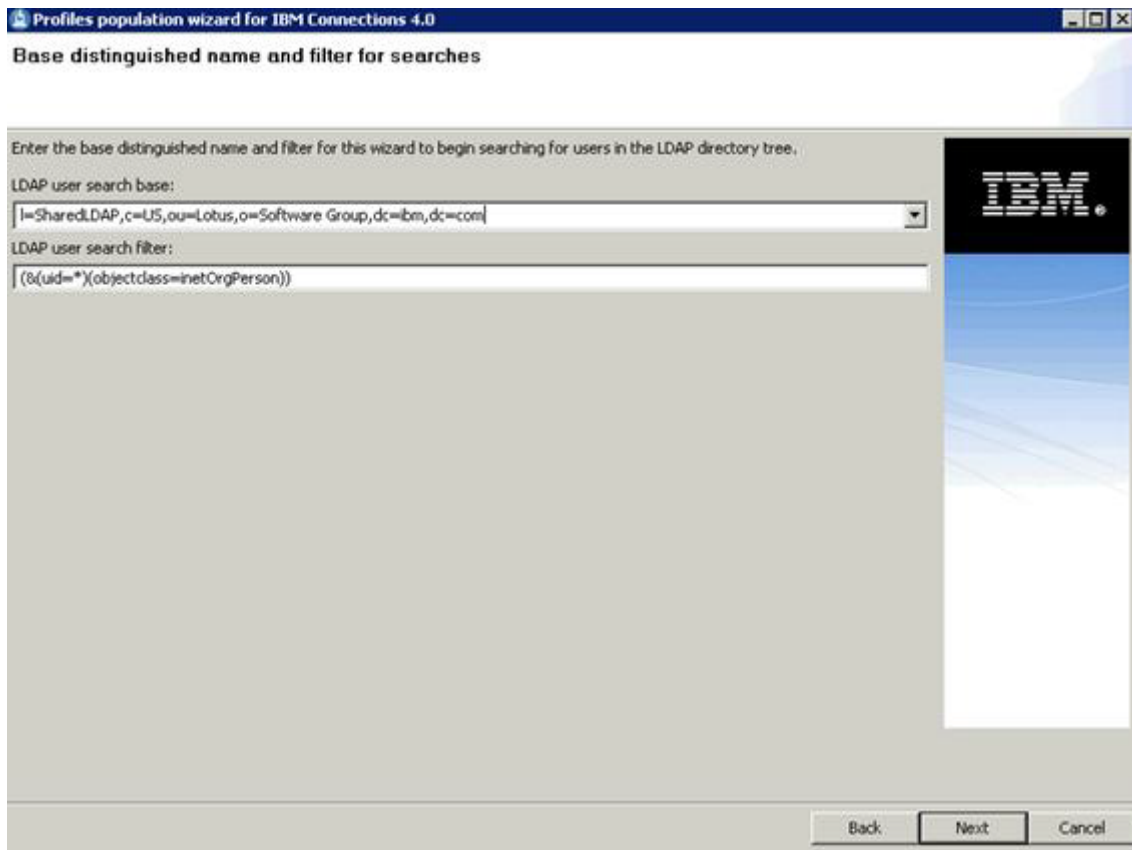 Profiles population wizard for IBM Connections 4.0
Base distinguished name and filter for searches
Enter the base distinguished name and filter for this wizard to begin searching for users in the LDAP directory tree.
LDAP user search base:
l=SharedLDAP,c=US,ou=Lotus,o=Software Group,dc=ibm,dc=com
LDAP user search filter:
(&(uid=*)(objectclass=inetOrgPerson))
IBM.
Back
Next
Cancel